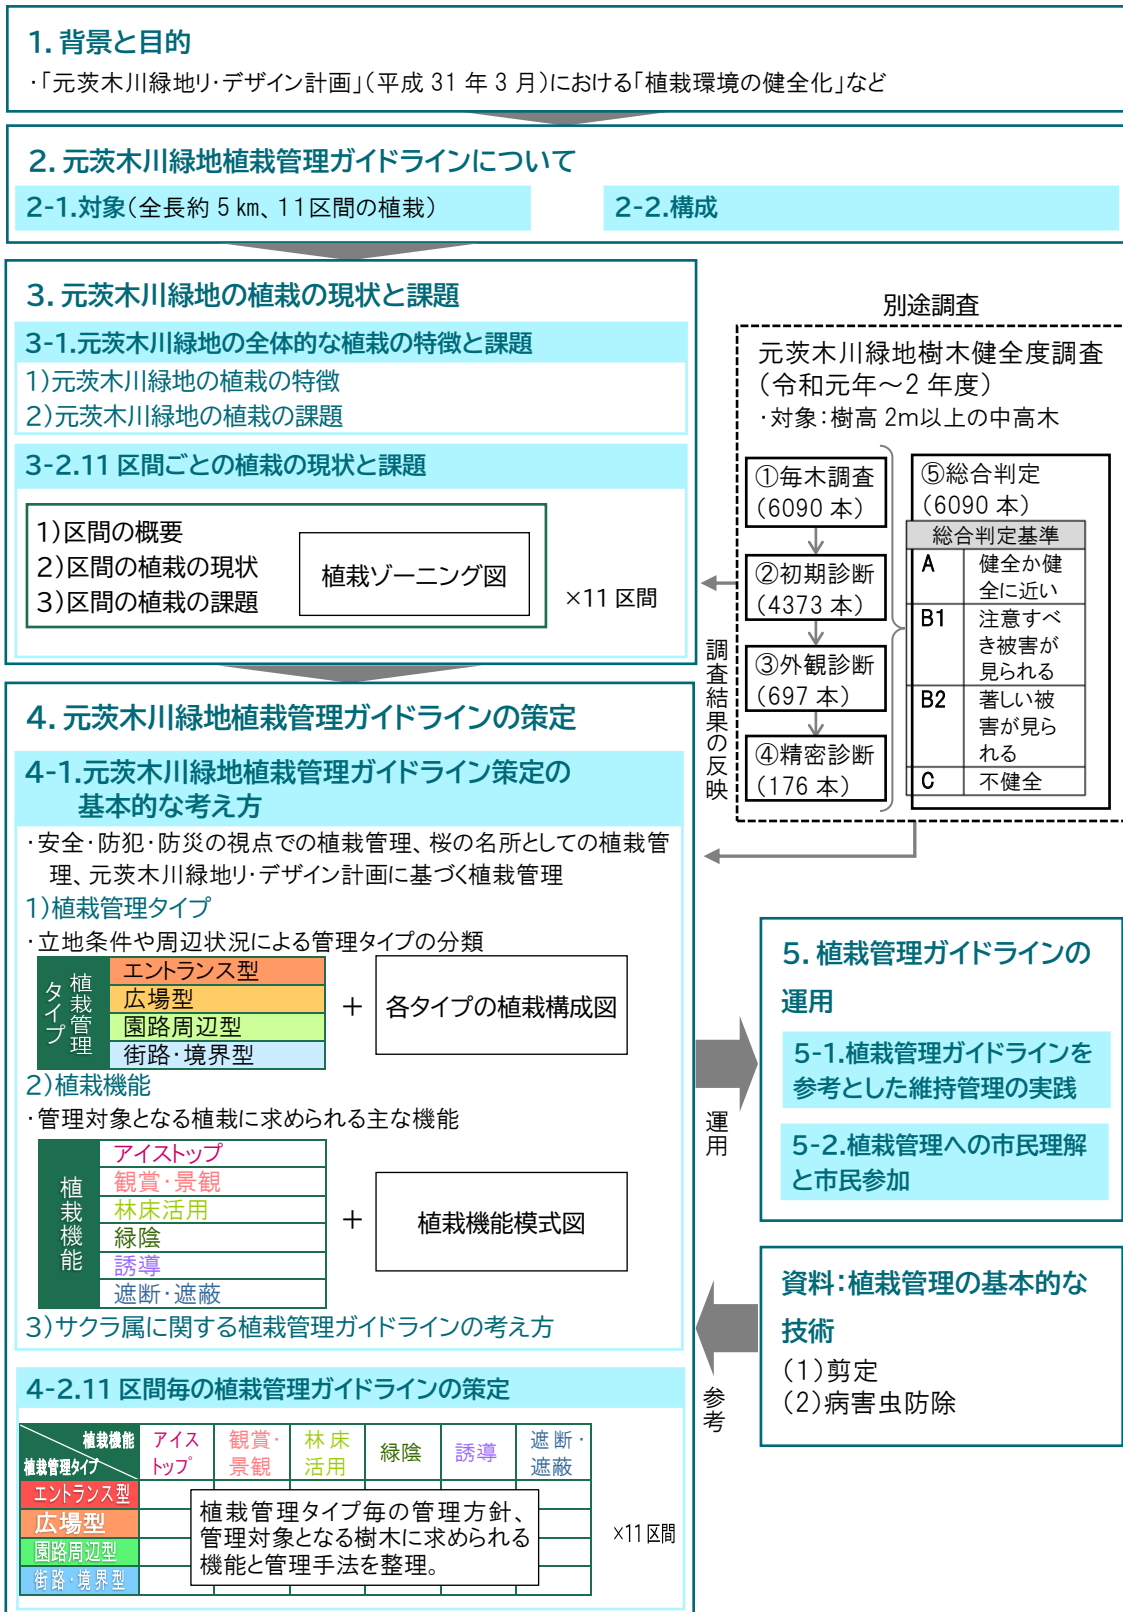 1. 背景と目的
・「元茨木川緑地リ・デザイン計画」（平成 31 年 3 月）における「植栽環境の健全化」など
2. 元茨木川緑地植栽管理ガイドラインについて
2-1.対象（全長約 5 km、11区間の植栽）
2-2.構成
3. 元茨木川緑地の植栽の現状と課題
3-1.元茨木川緑地の全体的な植栽の特徴と課題
1）元茨木川緑地の植栽の特徴
2）元茨木川緑地の植栽の課題
3-2.11 区間ごとの植栽の現状と課題
1）区間の概要
2）区間の植栽の現状
3）区間の植栽の課題
植栽ゾーニング図
×11 区間
別途調査
元茨木川緑地樹木健全度調査
（令和元年～2 年度）
・対象：樹高 2m以上の中高木
①毎木調査
（6090 本）
②初期診断
（4373 本）
③外観診断
（697 本）
④精密診断
（176 本）
⑤総合判定
（6090 本）
総合判定基準
A 健全か健
全に近い
B1 注意すべ
き被害が
見られる
B2 著しい被
害が見ら
れる
C 不健全
調査結果の反映
4. 元茨木川緑地植栽管理ガイドラインの策定
4-1.元茨木川緑地植栽管理ガイドライン策定の
基本的な考え方
・安全・防犯・防災の視点での植栽管理、桜の名所としての植栽管
理、元茨木川緑地リ・デザイン計画に基づく植栽管理
1）植栽管理タイプ
・立地条件や周辺状況による管理タイプの分類
植栽管理
タイプ
エントランス型
広場型
園路周辺型
街路・境界型
＋
各タイプの植栽構成図
2）植栽機能
・管理対象となる植栽に求められる主な機能
植栽機能
アイストップ
観賞・景観
林床活用
緑陰
誘導
遮断・遮蔽
＋
植栽機能模式図
3）サクラ属に関する植栽管理ガイドラインの考え方
4-2.11 区間毎の植栽管理ガイドラインの策定
植栽機能
植栽管理タイプ
アイス
トップ
観賞・
景観
林床
活用
緑陰
誘導
遮断・
遮蔽
エントランス型
広場型
園路周辺型
街路・境界型
植栽管理タイプ毎の管理方針、
管理対象となる樹木に求められる
機能と管理手法を整理。
×11 区間
運用
5. 植栽管理ガイドラインの
運用
5-1.植栽管理ガイドラインを
参考とした維持管理の実践
5-2.植栽管理への市民理解
と市民参加
参考
資料：植栽管理の基本的な
技術
（1）剪定
（2）病害虫防除